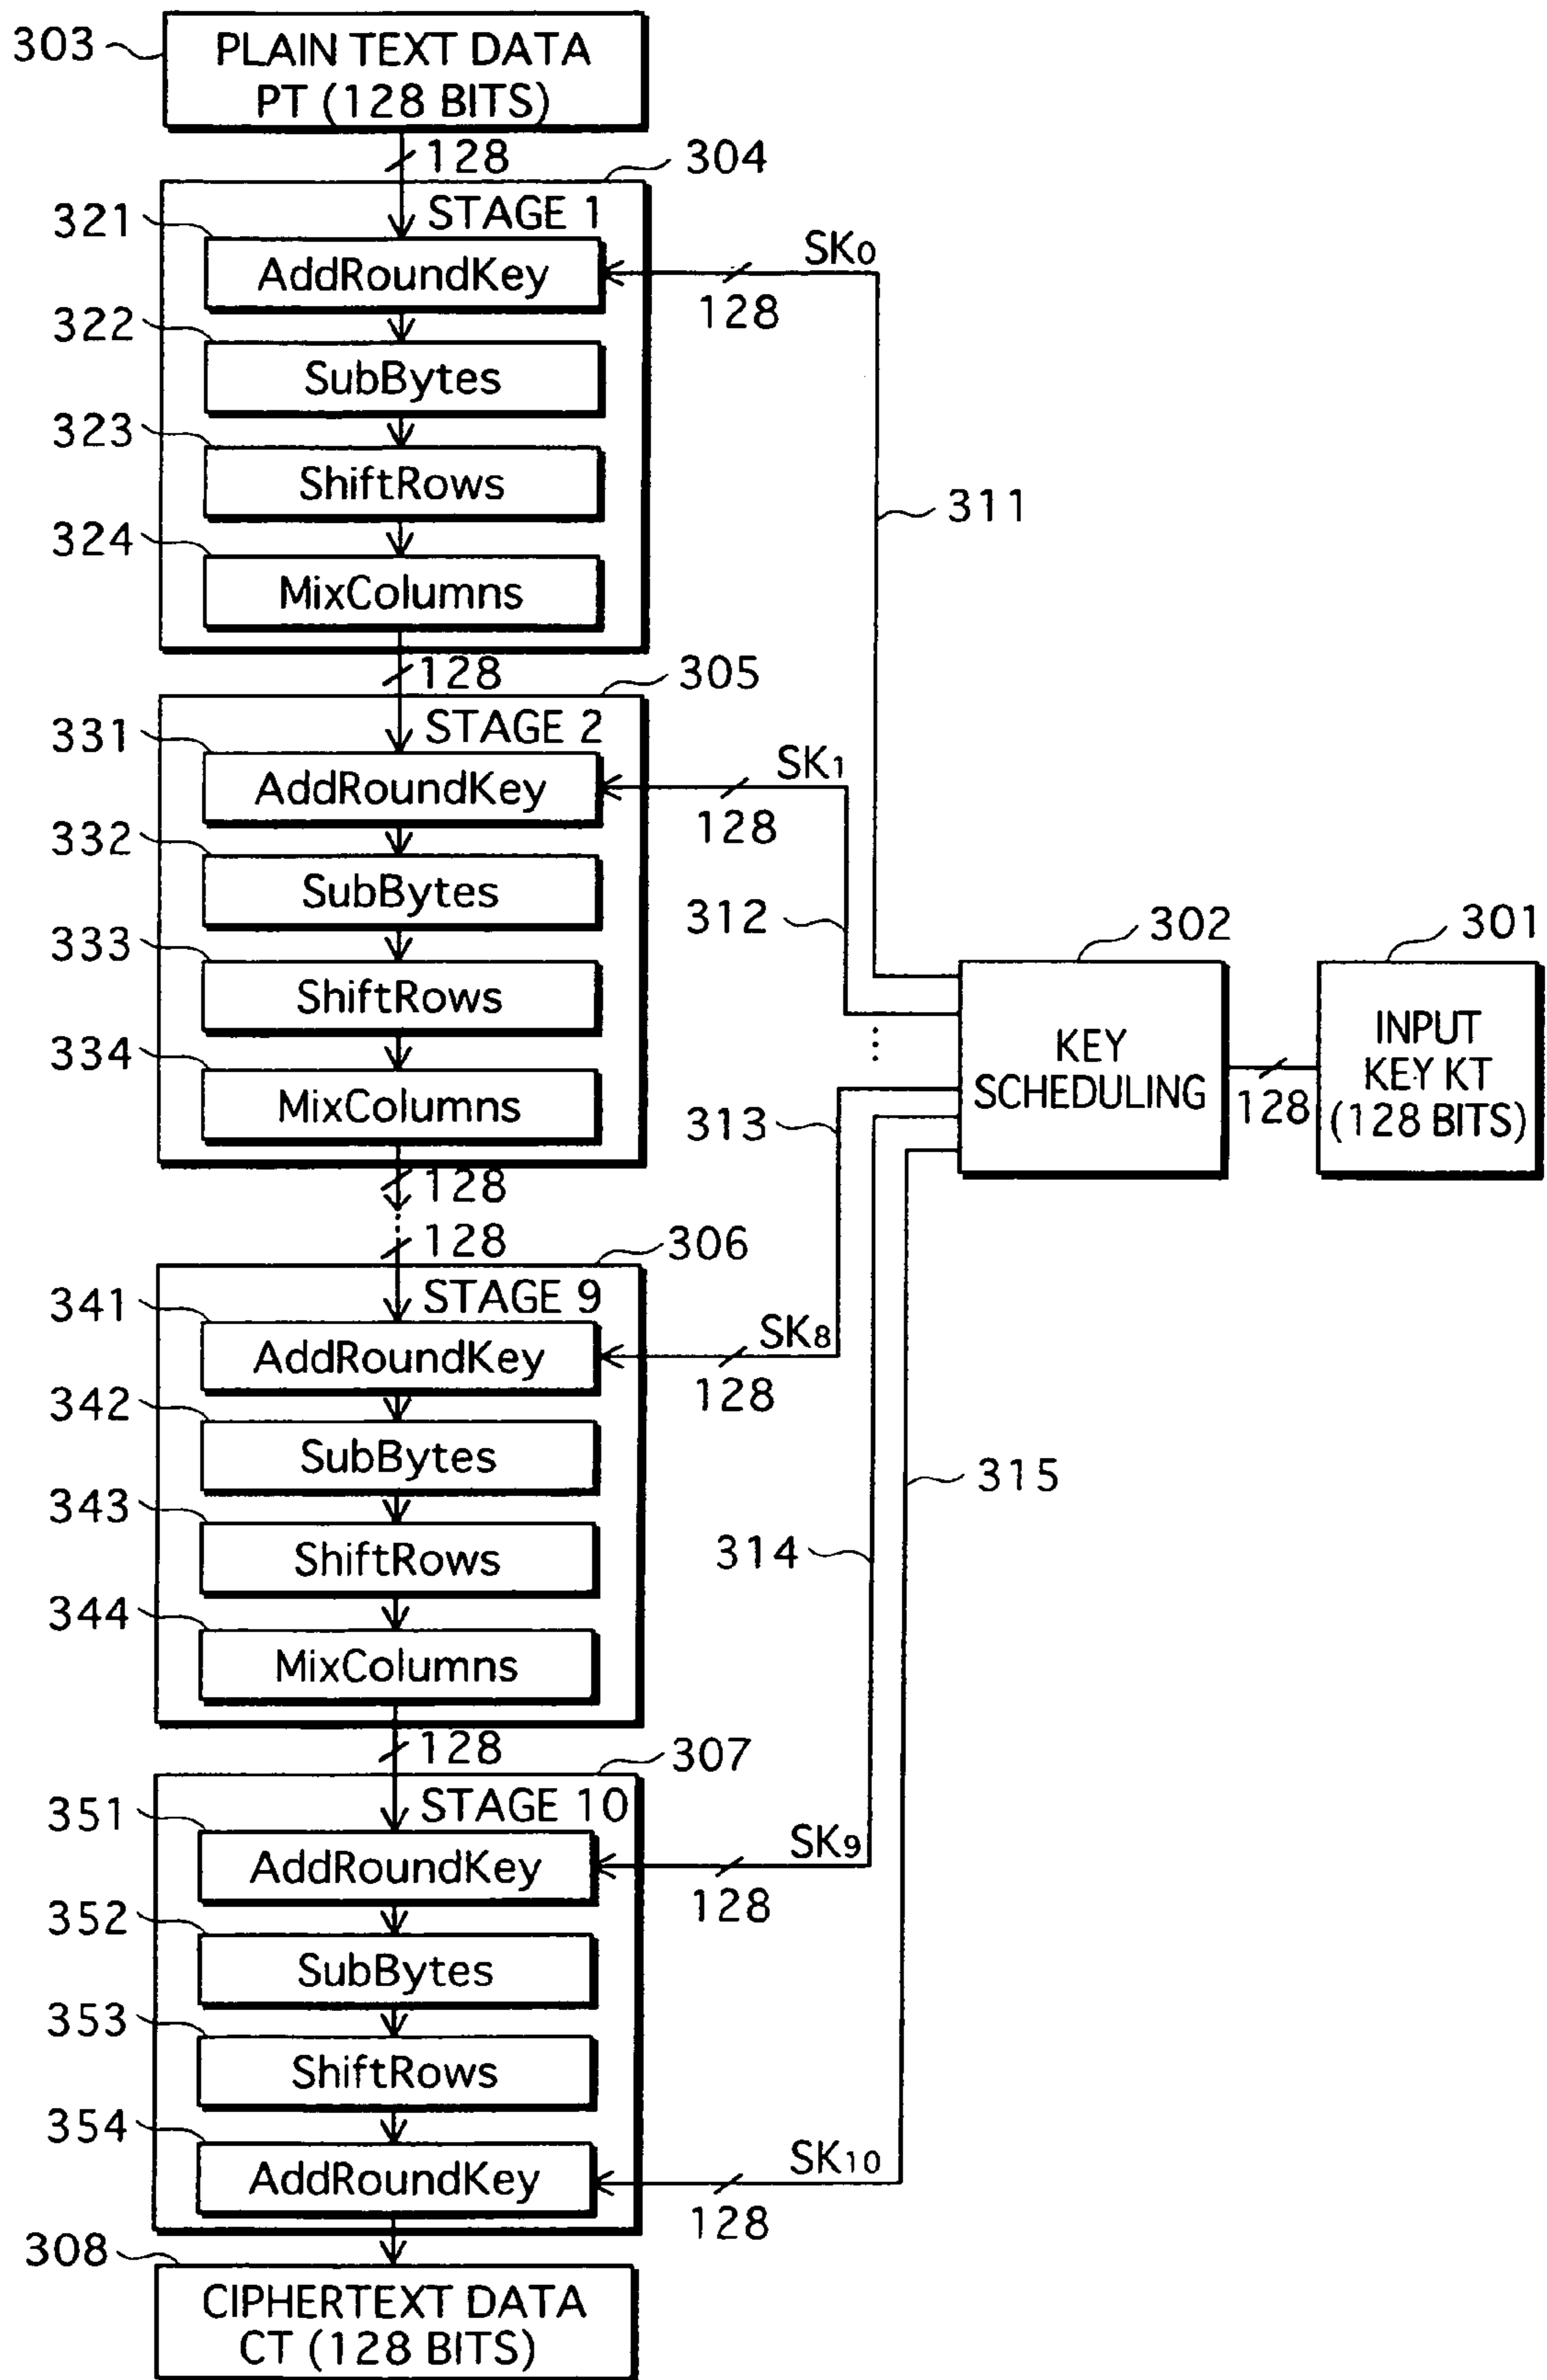 303
PLAIN TEXT DATA
PT (128 BITS)
128
304
STAGE 1
321
AddRoundKey
SK0
128
322
SubBytes
323
ShiftRows
311
324
MixColumns
128
305
STAGE 2
331
AddRoundKey
SK1
128
332
SubBytes
312
302
301
333
ShiftRows
KEY
SCHEDULING
128
INPUT
KEY KT
(128 BITS)
334
MixColumns
313
128
128
306
STAGE 9
341
AddRoundKey
SK8
128
342
SubBytes
315
343
ShiftRows
314
344
MixColumns
128
307
STAGE 10
351
AddRoundKey
SK9
128
352
SubBytes
353
ShiftRows
354
AddRoundKey
SK10
128
308
CIPHERTEXT DATA
CT (128 BITS)